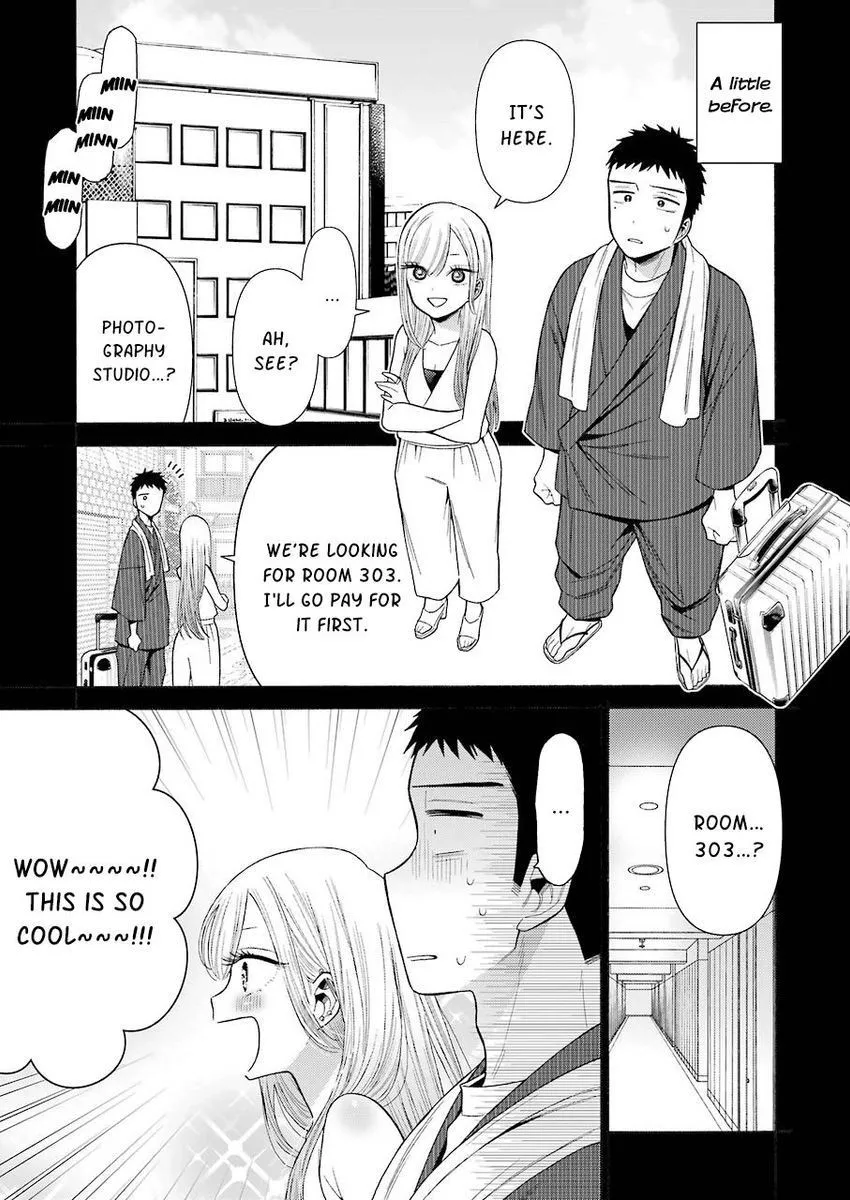 A little
before.
IT'S
HERE.
MIIN
MIIN
MINN
MIN
MIIN
...
AH,
SEE?
PHOTO-
GRAPHY
STUDIO...?
WE'RE LOOKING
FOR ROOM 303.
I'LL GO PAY FOR
IT FIRST.
ROOM...
303...?
...
WOW~~~~!!
THIS IS SO
COOL~~~!!!